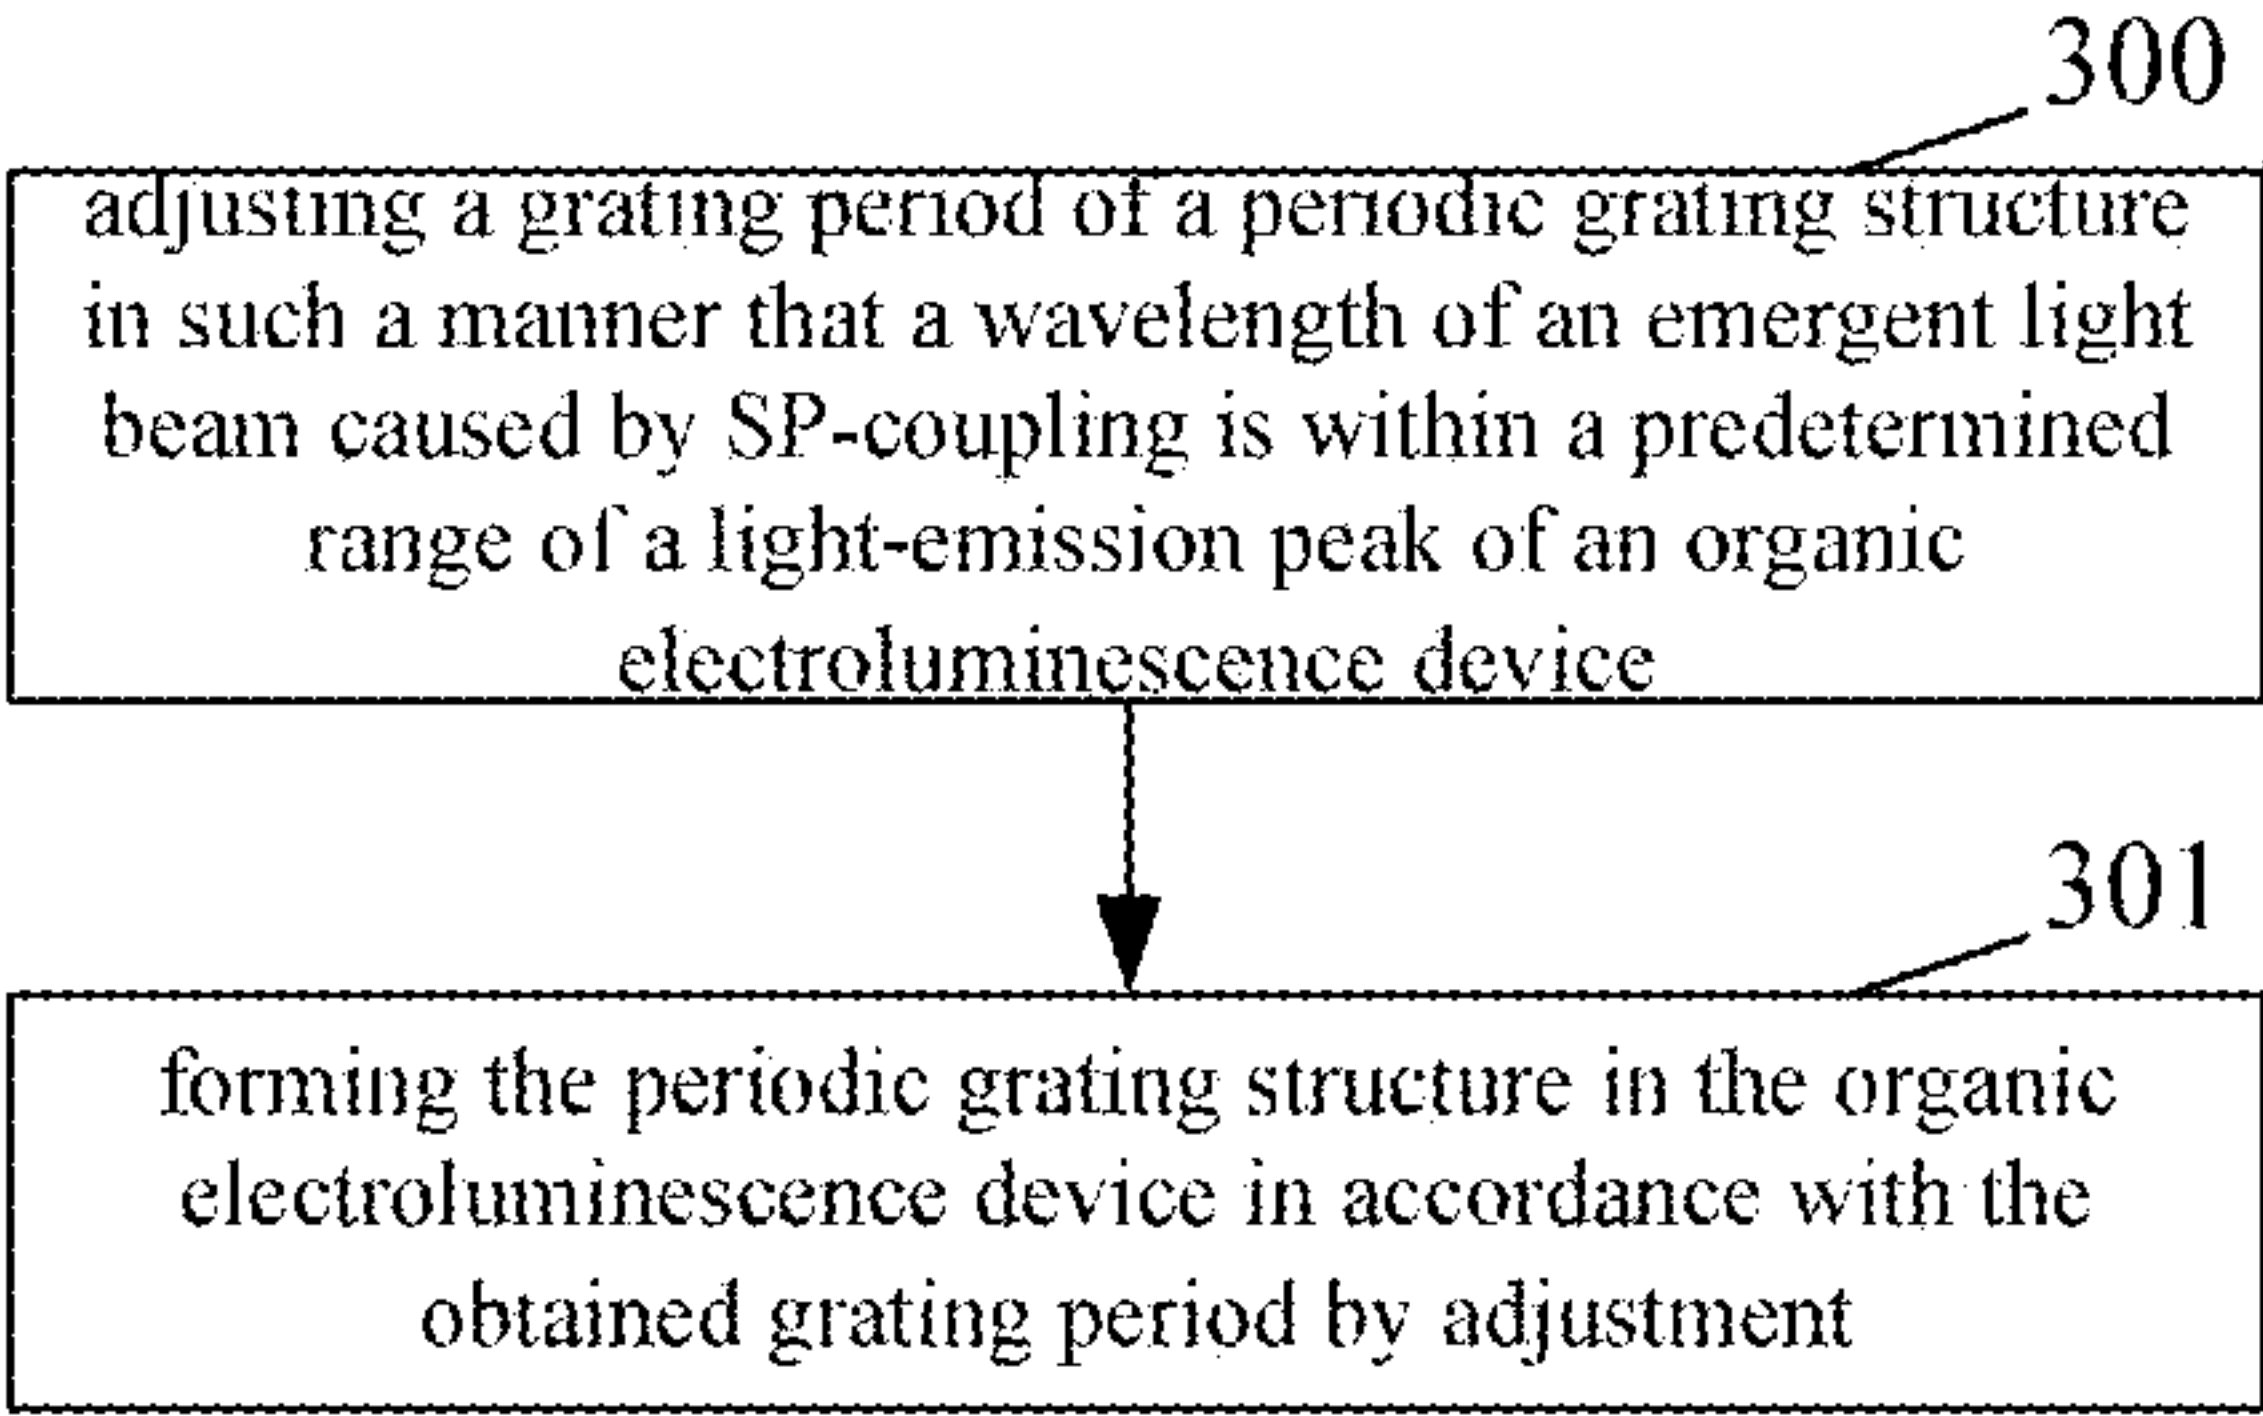 300
adjusting a grating period of a periodic grating structure
in such a manner that a wavelength of an emergent light
beam caused by SP-coupling is within a predetermined
range of a light-emission peak of an organic
electroluminescence device
301
forming the periodic grating structure in the organic
electroluminescence device in accordance with the
obtained grating period by adjustment